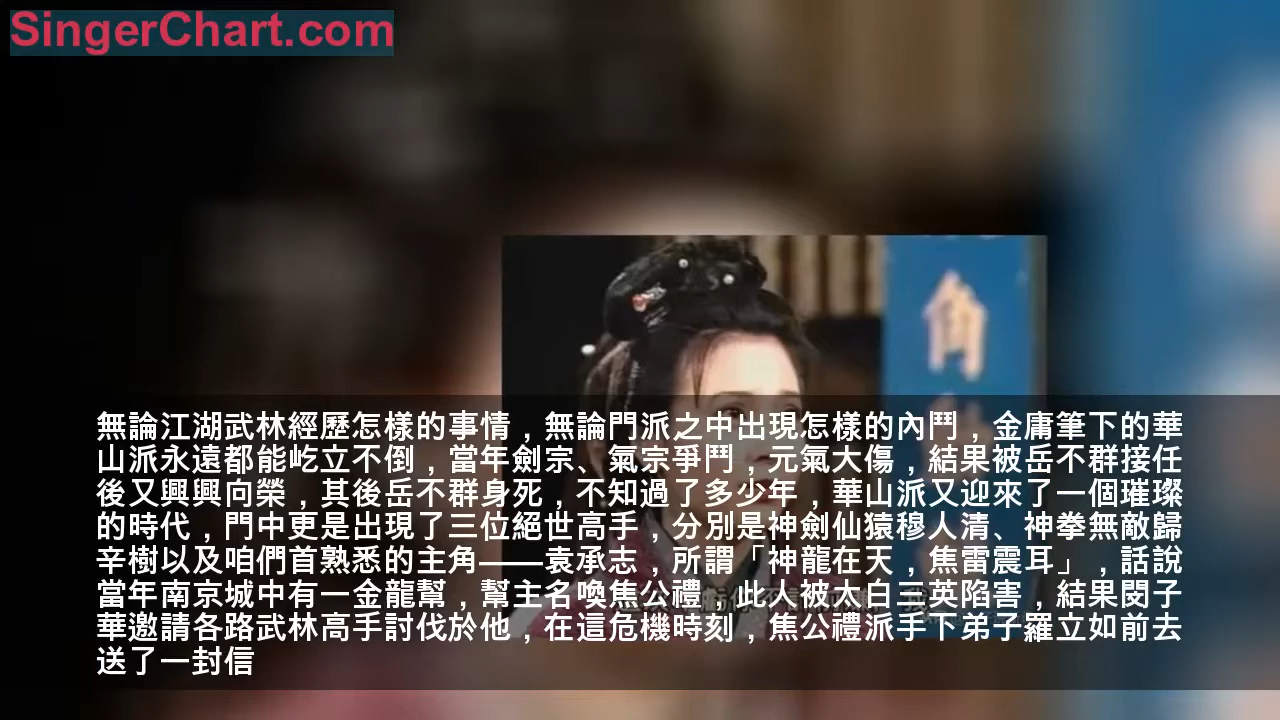 SingerChart.com
角
無論江湖武林經歷怎樣的事情，無論門派之中出現怎樣的內鬥，金庸筆下的華
山派永遠都能屹立不倒，當年劍宗、氣宗爭鬥，元氣大傷，結果被岳不群接任
後又興興向榮，其後岳不群身死，不知過了多少年，華山派又迎來了一個璀璨
的時代，門中更是出現了三位絕世高手，分別是神劍仙猿穆人清、神拳無敵歸
辛樹以及咱們首熟悉的主角——袁承志，所謂「神龍在天，焦雷震耳」，話說
當年南京城中有一金龍幫，幫主名喚焦公禮，此人被太白三英陷害，結果閔子
華邀請各路武林高手討伐於他，在這危機時刻，焦公禮派手下弟子羅立如前去
送了一封信